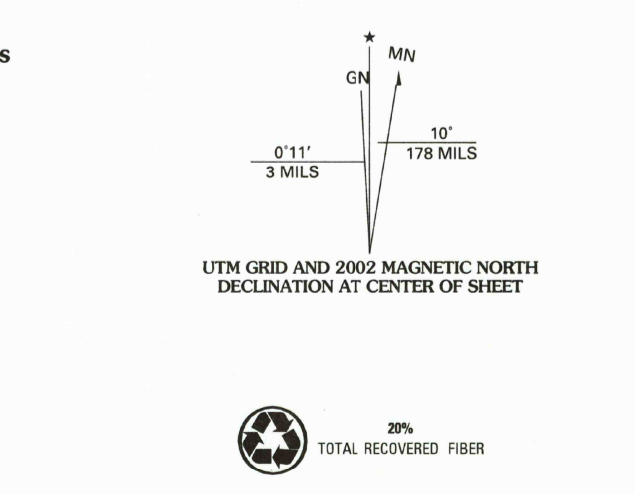 s
★
MN
GN
10°
178 MILS
0°11'
3 MILS
UTM GRID AND 2002 MAGNETIC NORTH
DECLINATION AT CENTER OF SHEET
20%
TOTAL RECOVERED FIBER